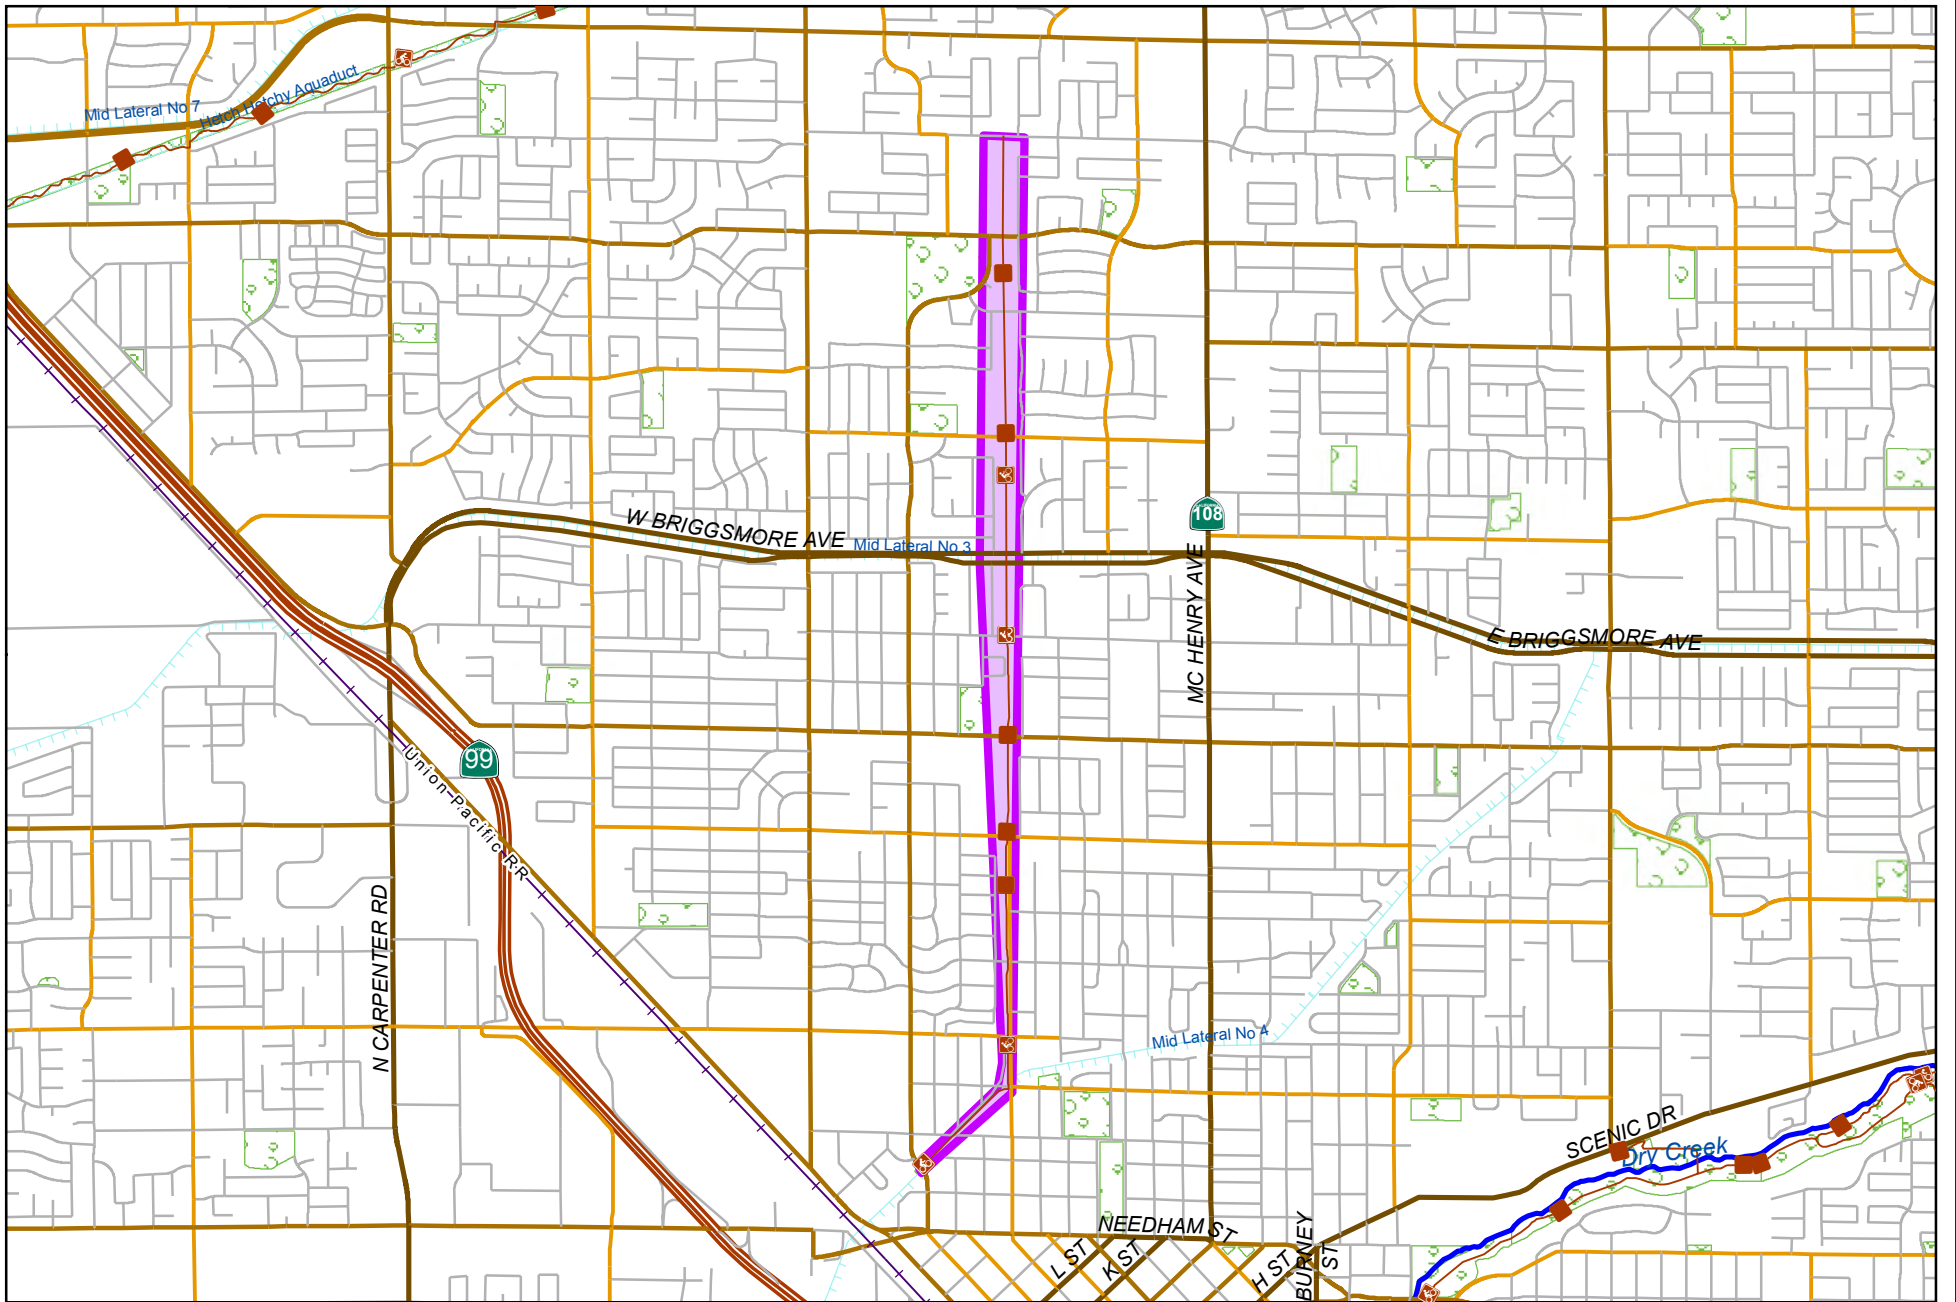 Mid Lateral No 7
Hetch Hetchy Aquaduct
W BRIGGSMORE AVE
Mid Lateral No 3
108
MC HENRY AVE
E BRIGGSMORE AVE
99
Union Pacific RR
N CARPENTER RD
Mid Lateral No 4
SCENIC DR
Dry Creek
NEEDHAM ST
L ST
K ST
H ST
BURNEY
ST